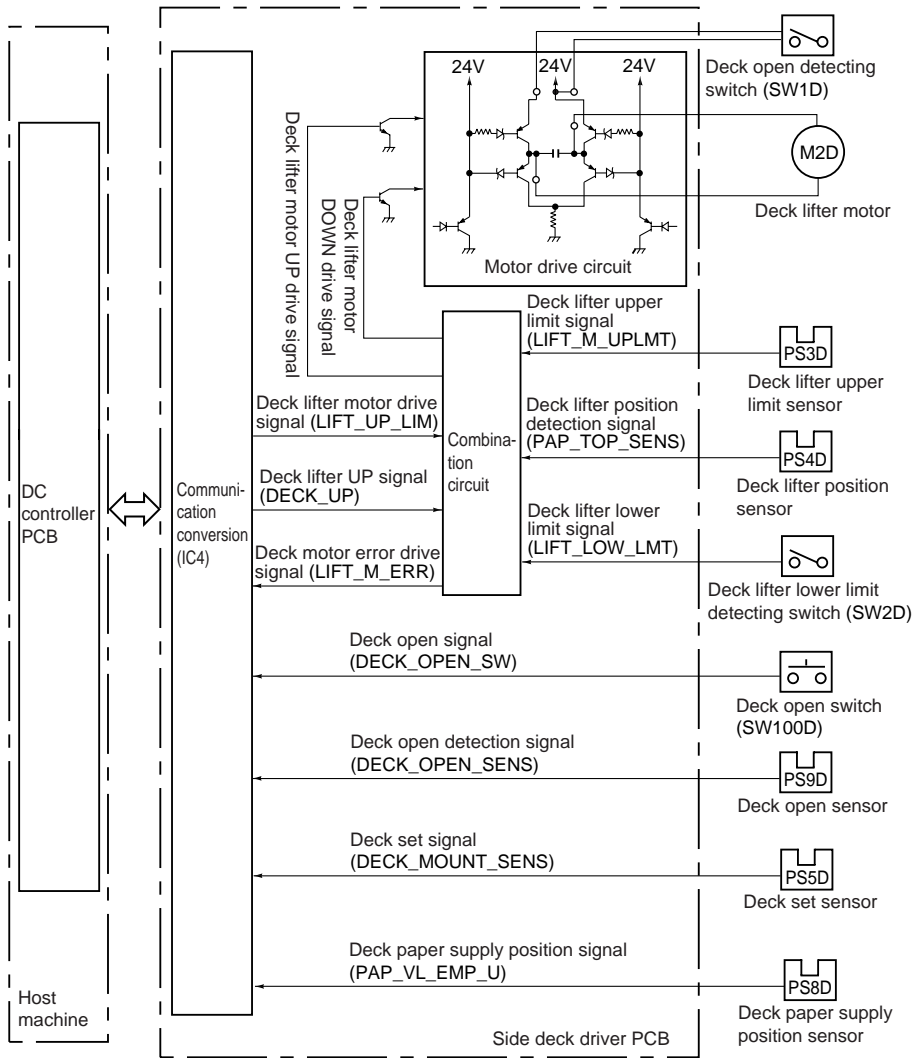 24V
24V
24V
Deck open detecting
switch (SW1D)
M2D
Deck lifter motor
Motor drive circuit
Deck lifter motor UP drive signal
Deck lifter motor
DOWN drive signal
Deck lifter upper
limit signal
(LIFT_M_UPLMT)
PS3D
Deck lifter upper
limit sensor
Deck lifter motor drive
signal (LIFT_UP_LIM)
Combina-
tion
circuit
Deck lifter position
detection signal
(PAP_TOP_SENS)
PS4D
Deck lifter position
sensor
DC
controller
PCB
Communi-
cation
conversion
(IC4)
Deck lifter UP signal
(DECK_UP)
Deck motor error drive
signal (LIFT_M_ERR)
Deck lifter lower
limit signal
(LIFT_LOW_LMT)
Deck lifter lower limit
detecting switch (SW2D)
Deck open signal
(DECK_OPEN_SW)
Deck open switch
(SW100D)
Deck open detection signal
(DECK_OPEN_SENS)
PS9D
Deck open sensor
Deck set signal
(DECK_MOUNT_SENS)
PS5D
Deck set sensor
Deck paper supply position signal
(PAP_VL_EMP_U)
PS8D
Deck paper supply
position sensor
Host
machine
Side deck driver PCB